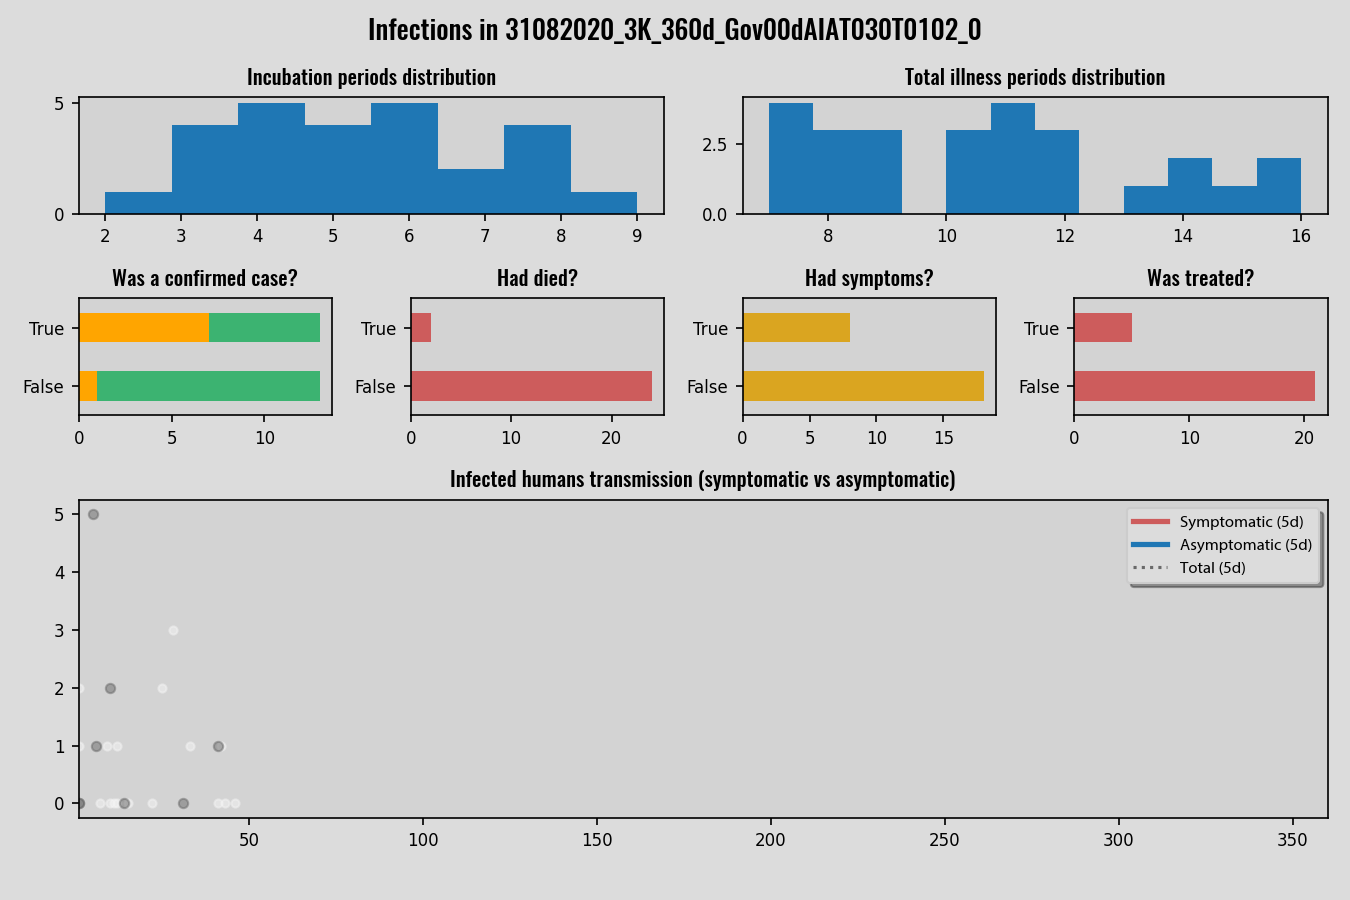 Infections in 31082020_3K_360d_Gov00dAIAT030T0102_0
Incubation periods distribution
Total illness periods distribution
5
0
2 3 4 5 6 7 8 9
2.5
0.0
8 10 12 14 16
Was a confirmed case?
Had died?
Had symptoms?
Was treated?
True
False
0 5 10
True
False
0 10 20
True
False
0 5 10 15
True
False
0 10 20
Infected humans transmission (symptomatic vs asymptomatic)
5
4
3
2
1
0
Symptomatic (5d)
Asymptomatic (5d)
Total (5d)
50 100 150 200 250 300 350